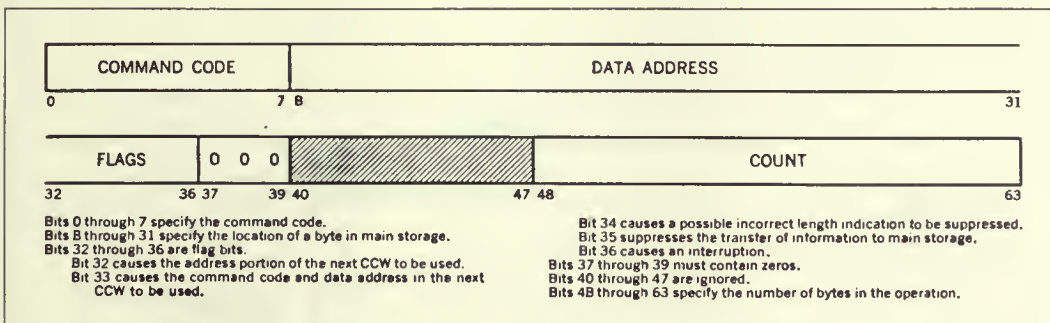 COMMAND CODE DATA ADDRESS
0 7 B 31
FLAGS 0 0 0 COUNT
32 36 37 39 40 47 48 63
Bits 0 through 7 specify the command code.
Bits B through 31 specify the location of a byte in main storage.
Bits 32 through 36 are flag bits.
Bit 32 causes the address portion of the next CCW to be used.
Bit 33 causes the command code and data address in the next
CCW to be used.
Bit 34 causes a possible incorrect length indication to be suppressed.
Bit 35 suppresses the transfer of information to main storage.
Bit 36 causes an interruption.
Bits 37 through 39 must contain zeros.
Bits 40 through 47 are ignored.
Bits 4B through 63 specify the number of bytes in the operation.